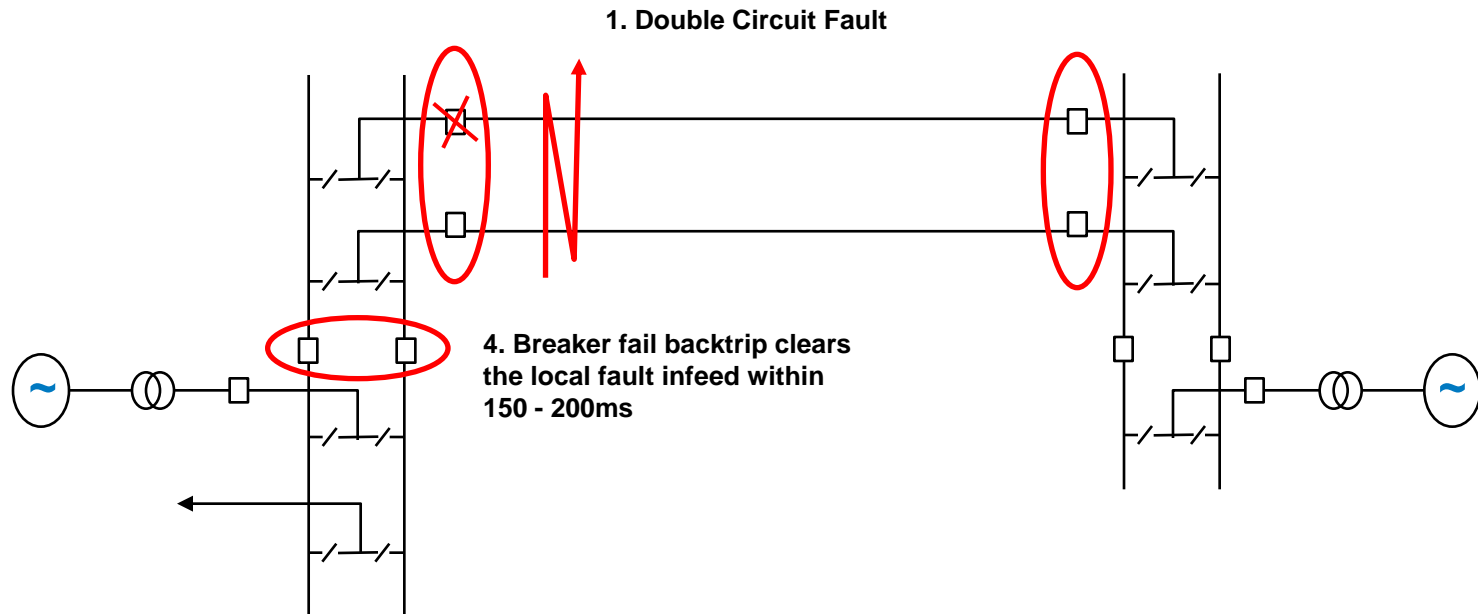 1. Double Circuit Fault
4. Breaker fail backtrip clears
the local fault infeed within
150 - 200ms
~
~